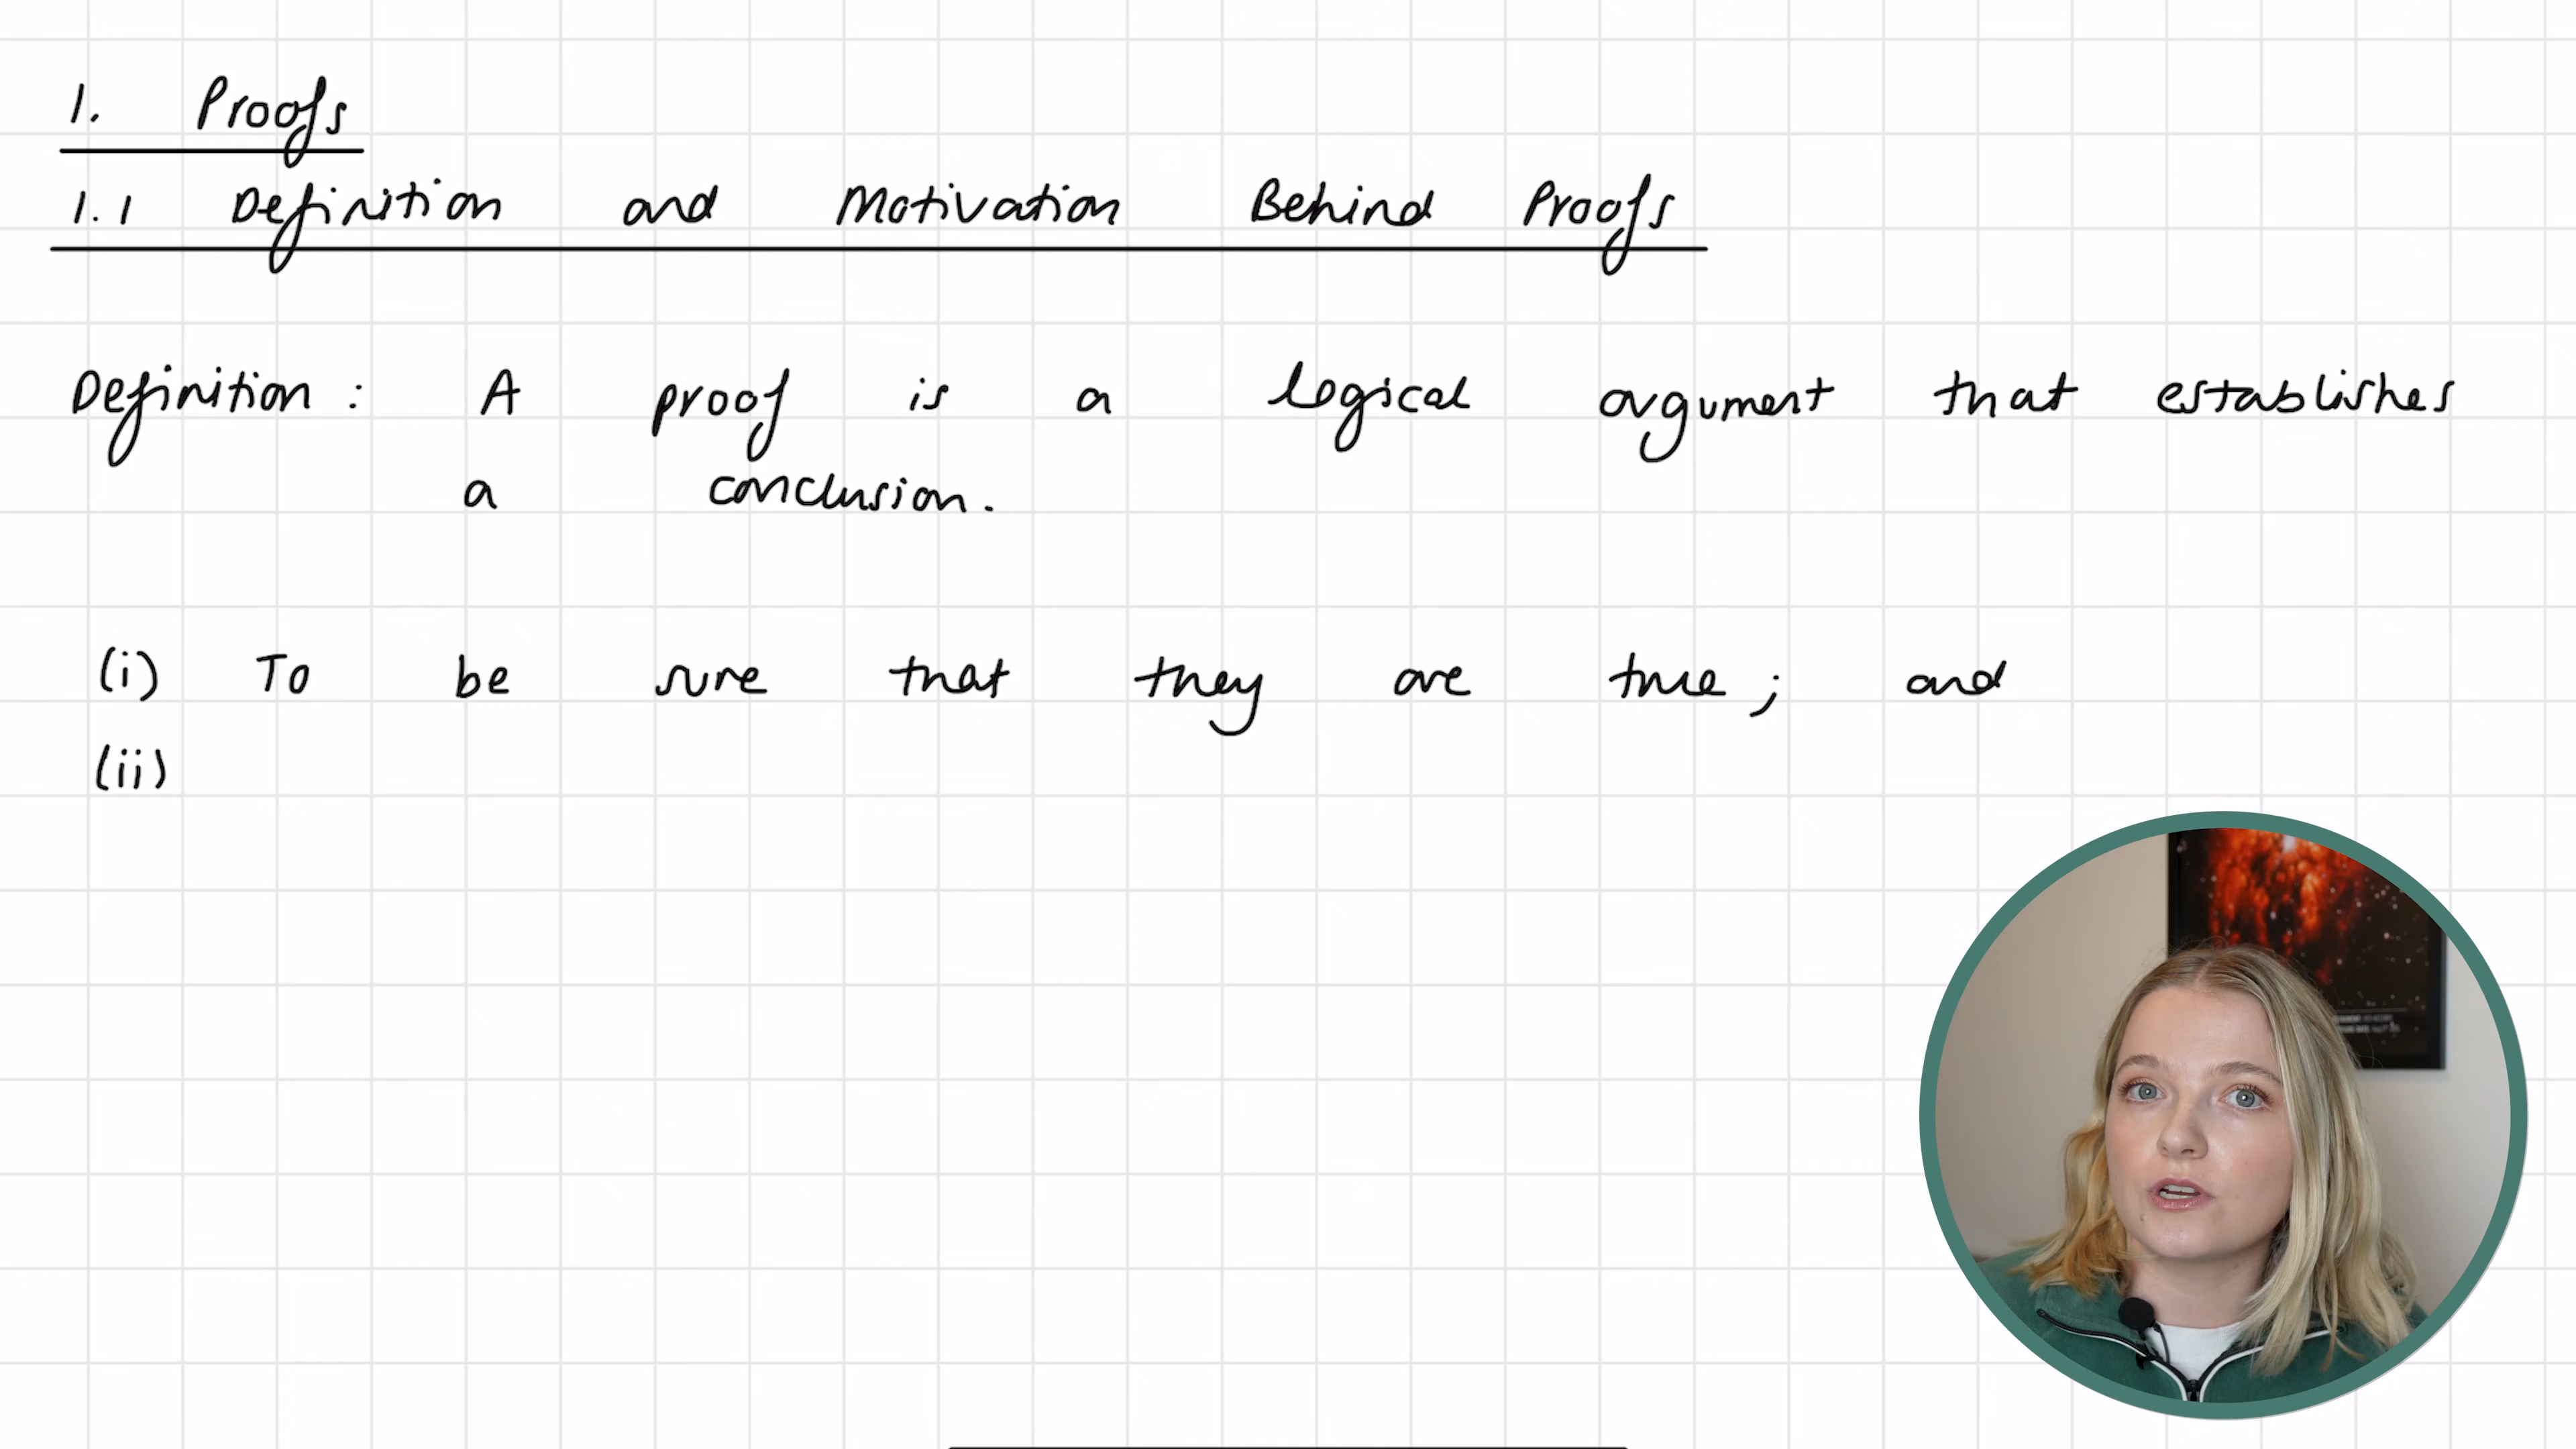 1. Proofs
1.1 Definition and Motivation Behind Proofs
Definition: A proof is a logical argument that establishes
a conclusion.
(i) To be sure that they are true; and
(ii)